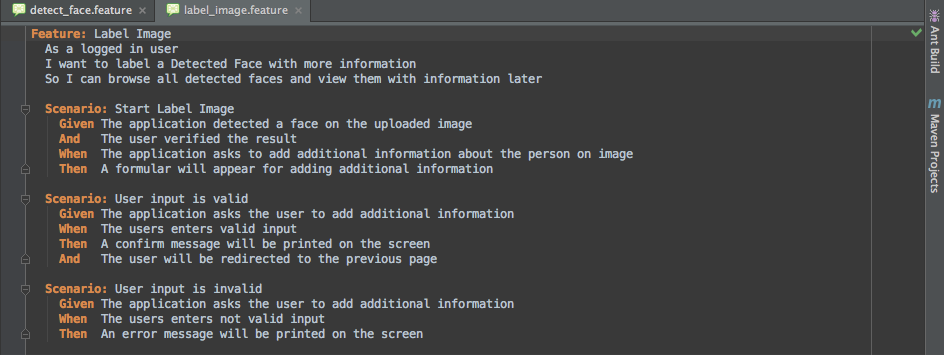 detect_face.feature
label_image.feature
Feature: Label Image
As a logged in user
I want to label a Detected Face with more information
So I can browse all detected faces and view them with information later
Scenario: Start Label Image
Given The application detected a face on the uploaded image
And The user verified the result
When The application asks to add additional information about the person on image
Then A formular will appear for adding additional information
Scenario: User input is valid
Given The application asks the user to add additional information
When The users enters valid input
Then A confirm message will be printed on the screen
And The user will be redirected to the previous page
Scenario: User input is invalid
Given The application asks the user to add additional information
When The users enters not valid input
Then An error message will be printed on the screen
Ant Build
m Maven Projects